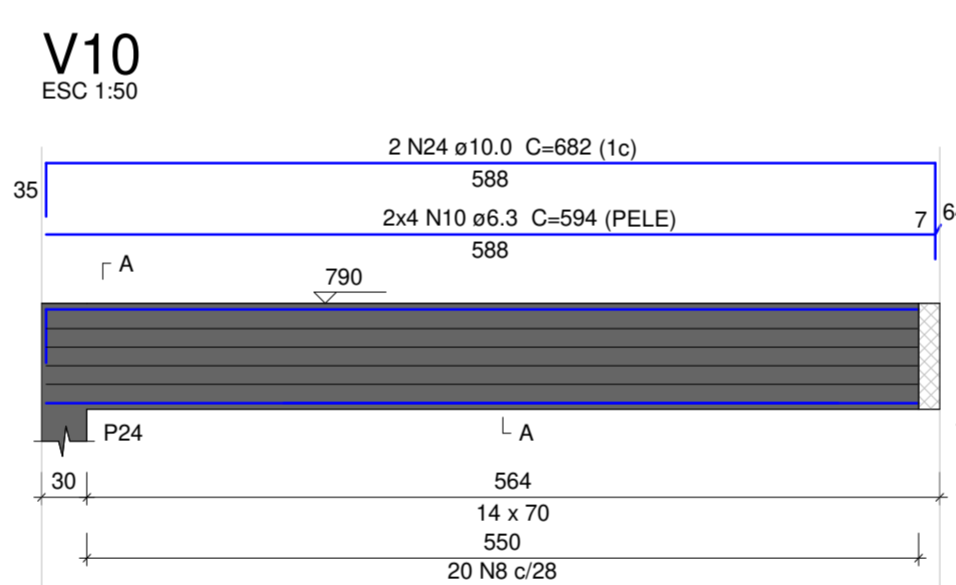 V10
ESC 1:50
2 N24 ø10.0 C=682 (1c)
35
588
2x4 N10 ø6.3 C=594 (PELE)
7
6
588
A
790
P24
A
30
564
14 x 70
550
20 N8 c/28